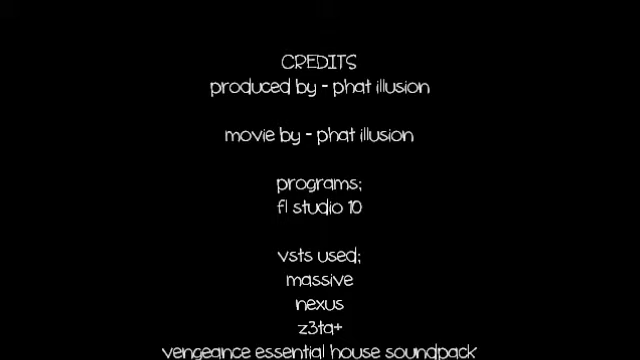 CREDITS
produced by - phat illusion
movie by - phat illusion
programs;
fl studio 10
vsts used;
massive
nexus
z3ta+
vengeance essential house soundpack